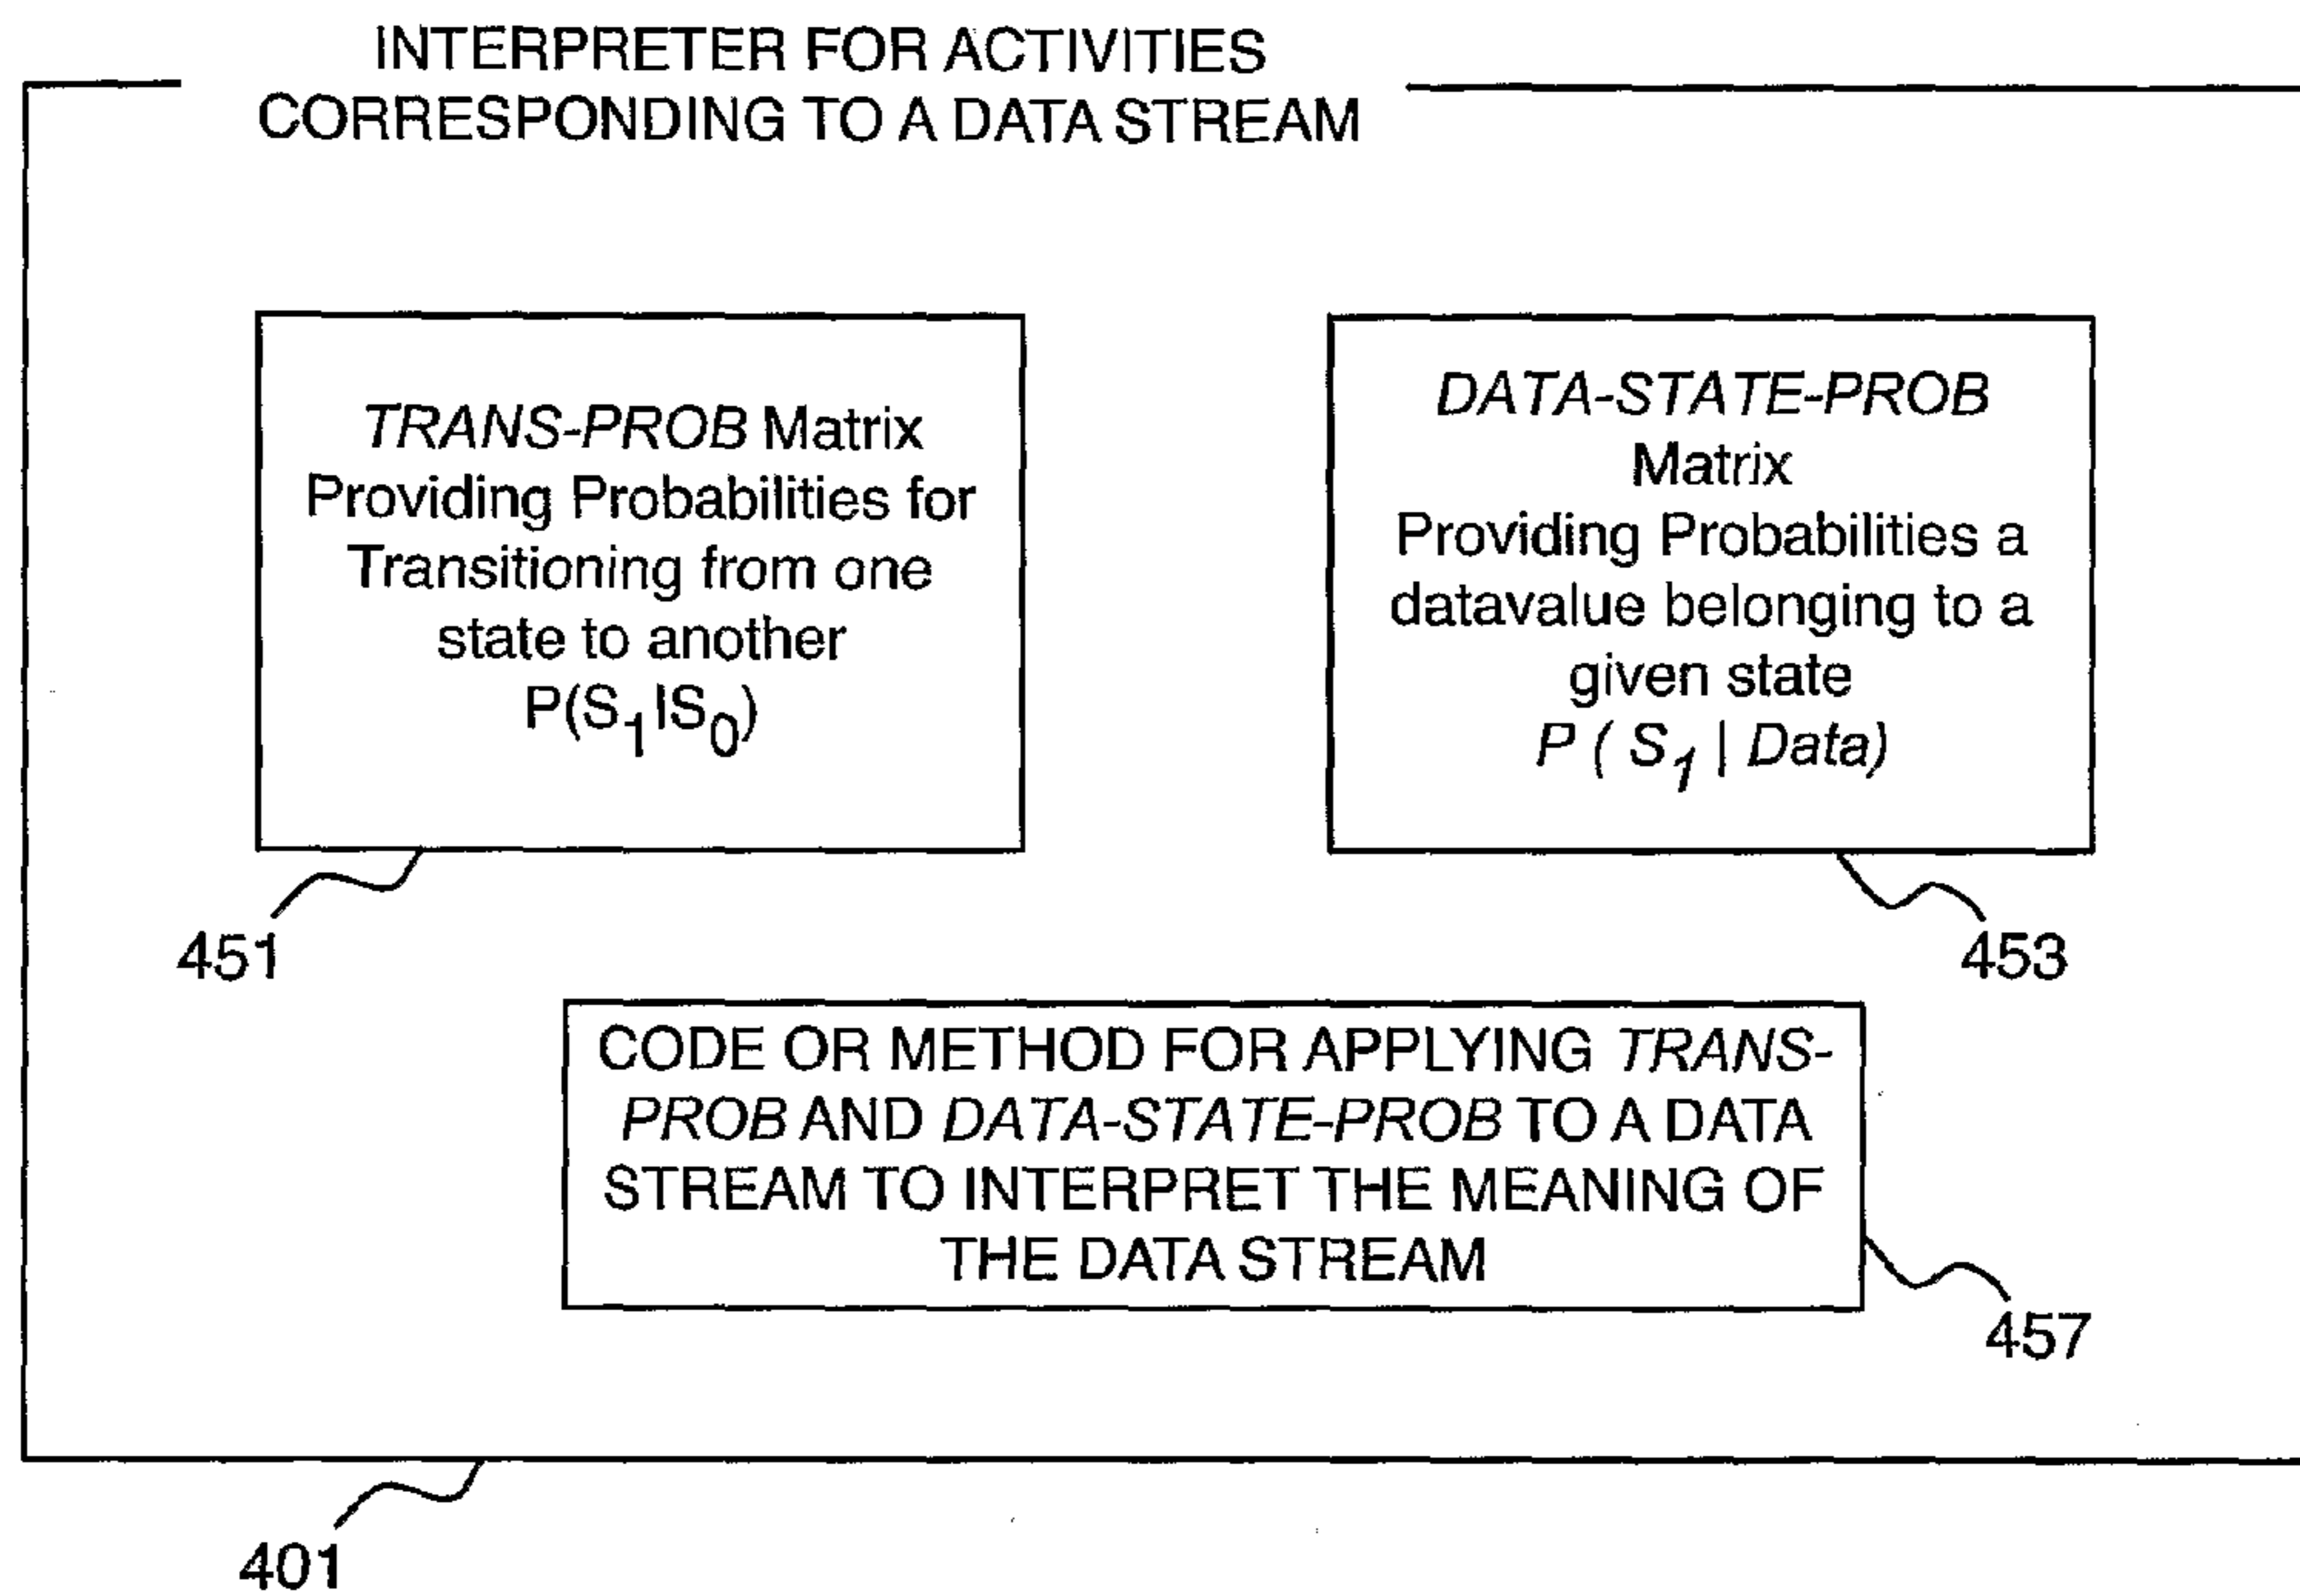 INTERPRETER FOR ACTIVITIES
CORRESPONDING TO A DATA STREAM
TRANS-PROB Matrix
Providing Probabilities for
Transitioning from one
state to another
P(S₁|S₀)
DATA-STATE-PROB
Matrix
Providing Probabilities a
datavalue belonging to a
given state
P ( S₁ | Data)
451
453
CODE OR METHOD FOR APPLYING TRANS-
PROB AND DATA-STATE-PROB TO A DATA
STREAM TO INTERPRET THE MEANING OF
THE DATA STREAM
457
401